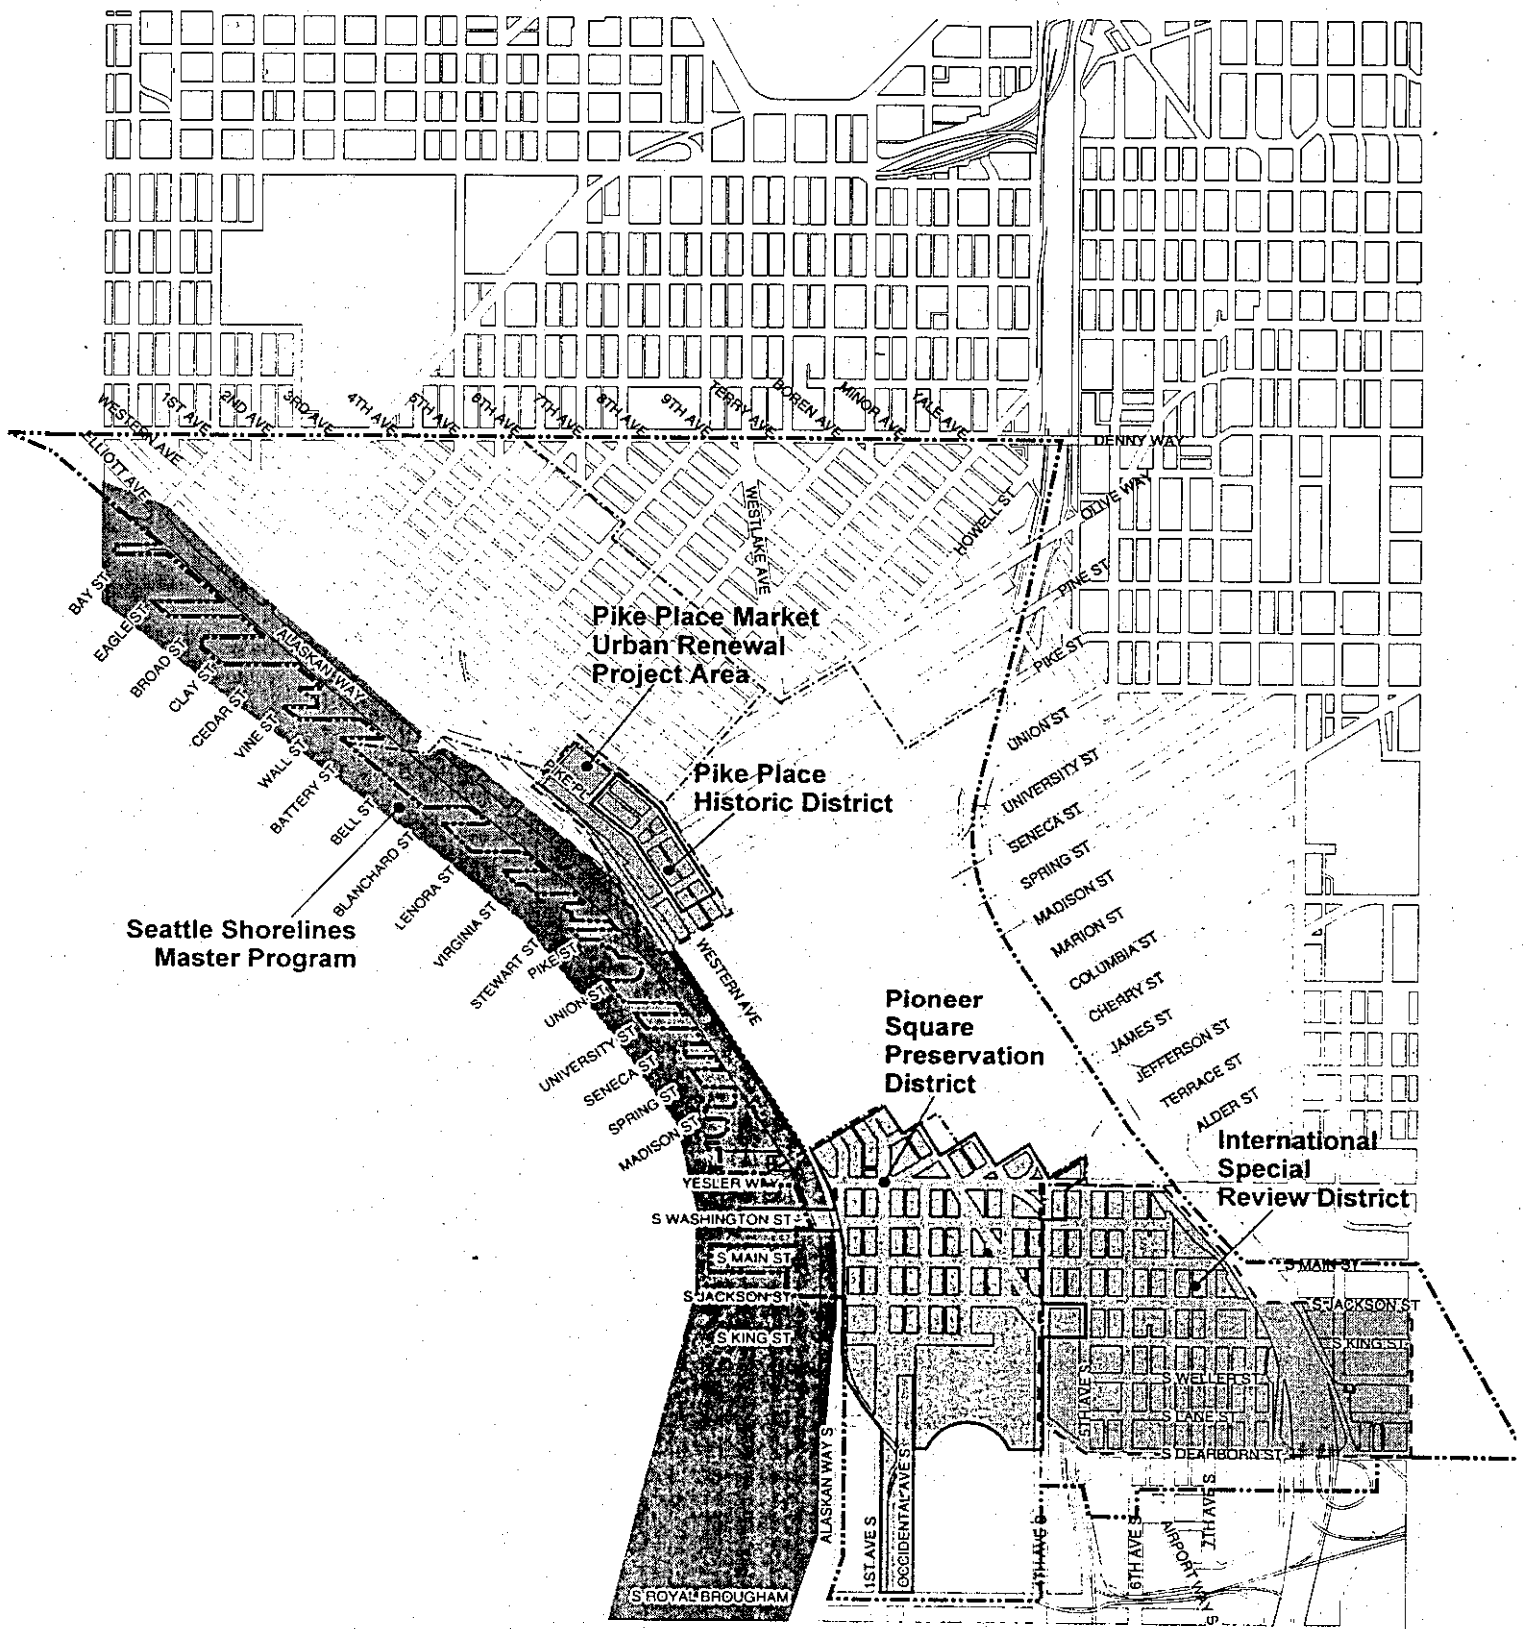 WESTERN AVE
1ST AVE
2ND AVE
3RD AVE
4TH AVE
5TH AVE
6TH AVE
7TH AVE
8TH AVE
9TH AVE
TERRY AVE
BOREN AVE
MINOR AVE
YALE AVE
DENNY WAY
ELLIOTT AVE
OLIVE WAY
WESTLAKE AVE
HOWELL ST
PINE ST
PIKE ST
BAY ST
EAGLE ST
BROAD ST
CLAY ST
CEDAR ST
VINE ST
WALL ST
BATTERY ST
BELL ST
BLANCHARD ST
LENORA ST
VIRGINIA ST
STEWART ST
PIKE ST
UNION ST
UNIVERSITY ST
SENECA ST
SPRING ST
MADISON ST
ALASKAN WAY
Pike Place Market
Urban Renewal
Project Area
PIKE PL
Pike Place
Historic District
Seattle Shorelines
Master Program
WESTERN AVE
UNION ST
UNIVERSITY ST
SENECA ST
SPRING ST
MADISON ST
MARION ST
COLUMBIA ST
CHERRY ST
JAMES ST
JEFFERSON ST
TERRACE ST
ALDER ST
Pioneer
Square
Preservation
District
International
Special
Review District
YESLER WAY
S WASHINGTON ST
S MAIN ST
S JACKSON ST
S KING ST
S MAIN ST
S JACKSON ST
S KING ST
S WELLER ST
S LANE ST
S DEARBORN ST
5TH AVE S
ALASKAN WAY S
1ST AVE S
OCCIDENTAL AVE S
4TH AVE S
6TH AVE S
AIRPORT WAY S
7TH AVE S
S ROYAL BROUGHAM